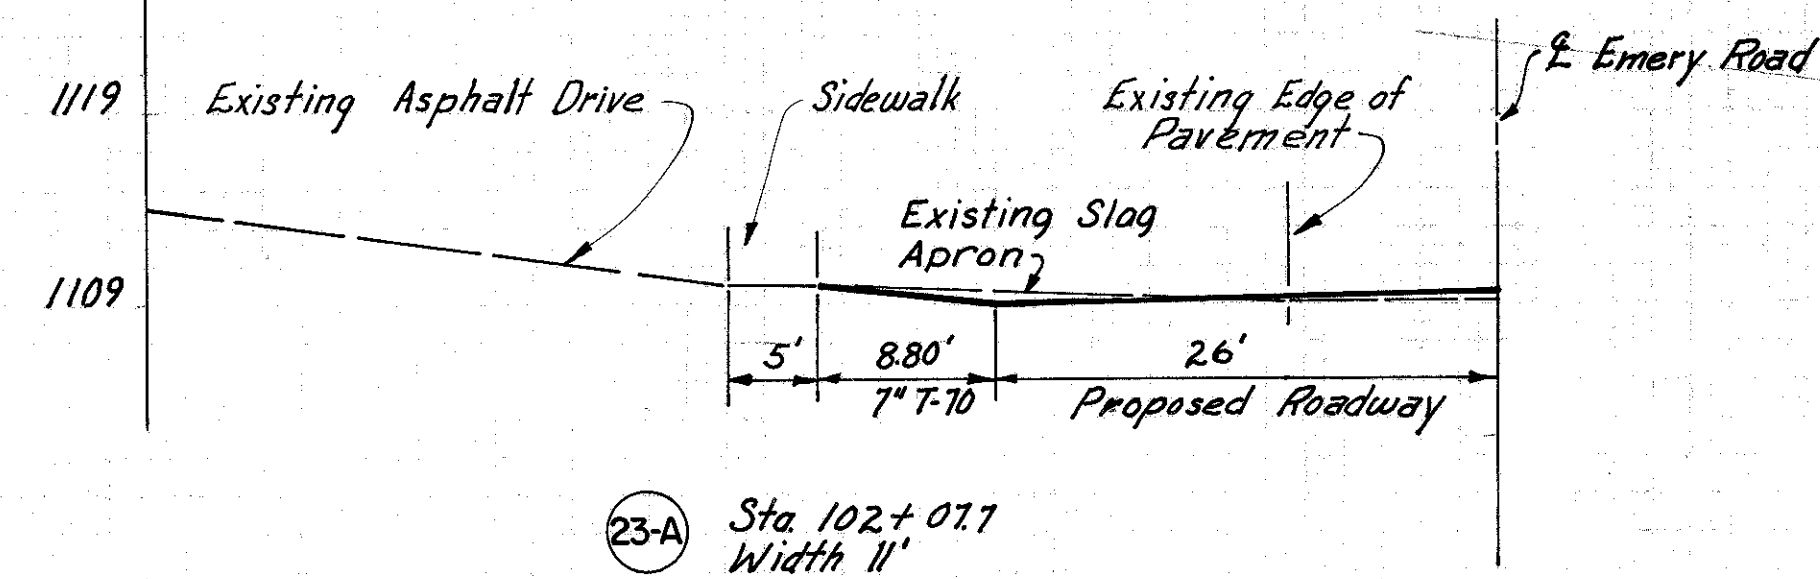 1119
Existing Asphalt Drive
Sidewalk
Existing Edge of
Pavement
℄ Emery Road
Existing Slag
Apron
1109
5'
8.80'
26'
7" T-70
Proposed Roadway
23-A
Sta. 102+07.7
Width 11'